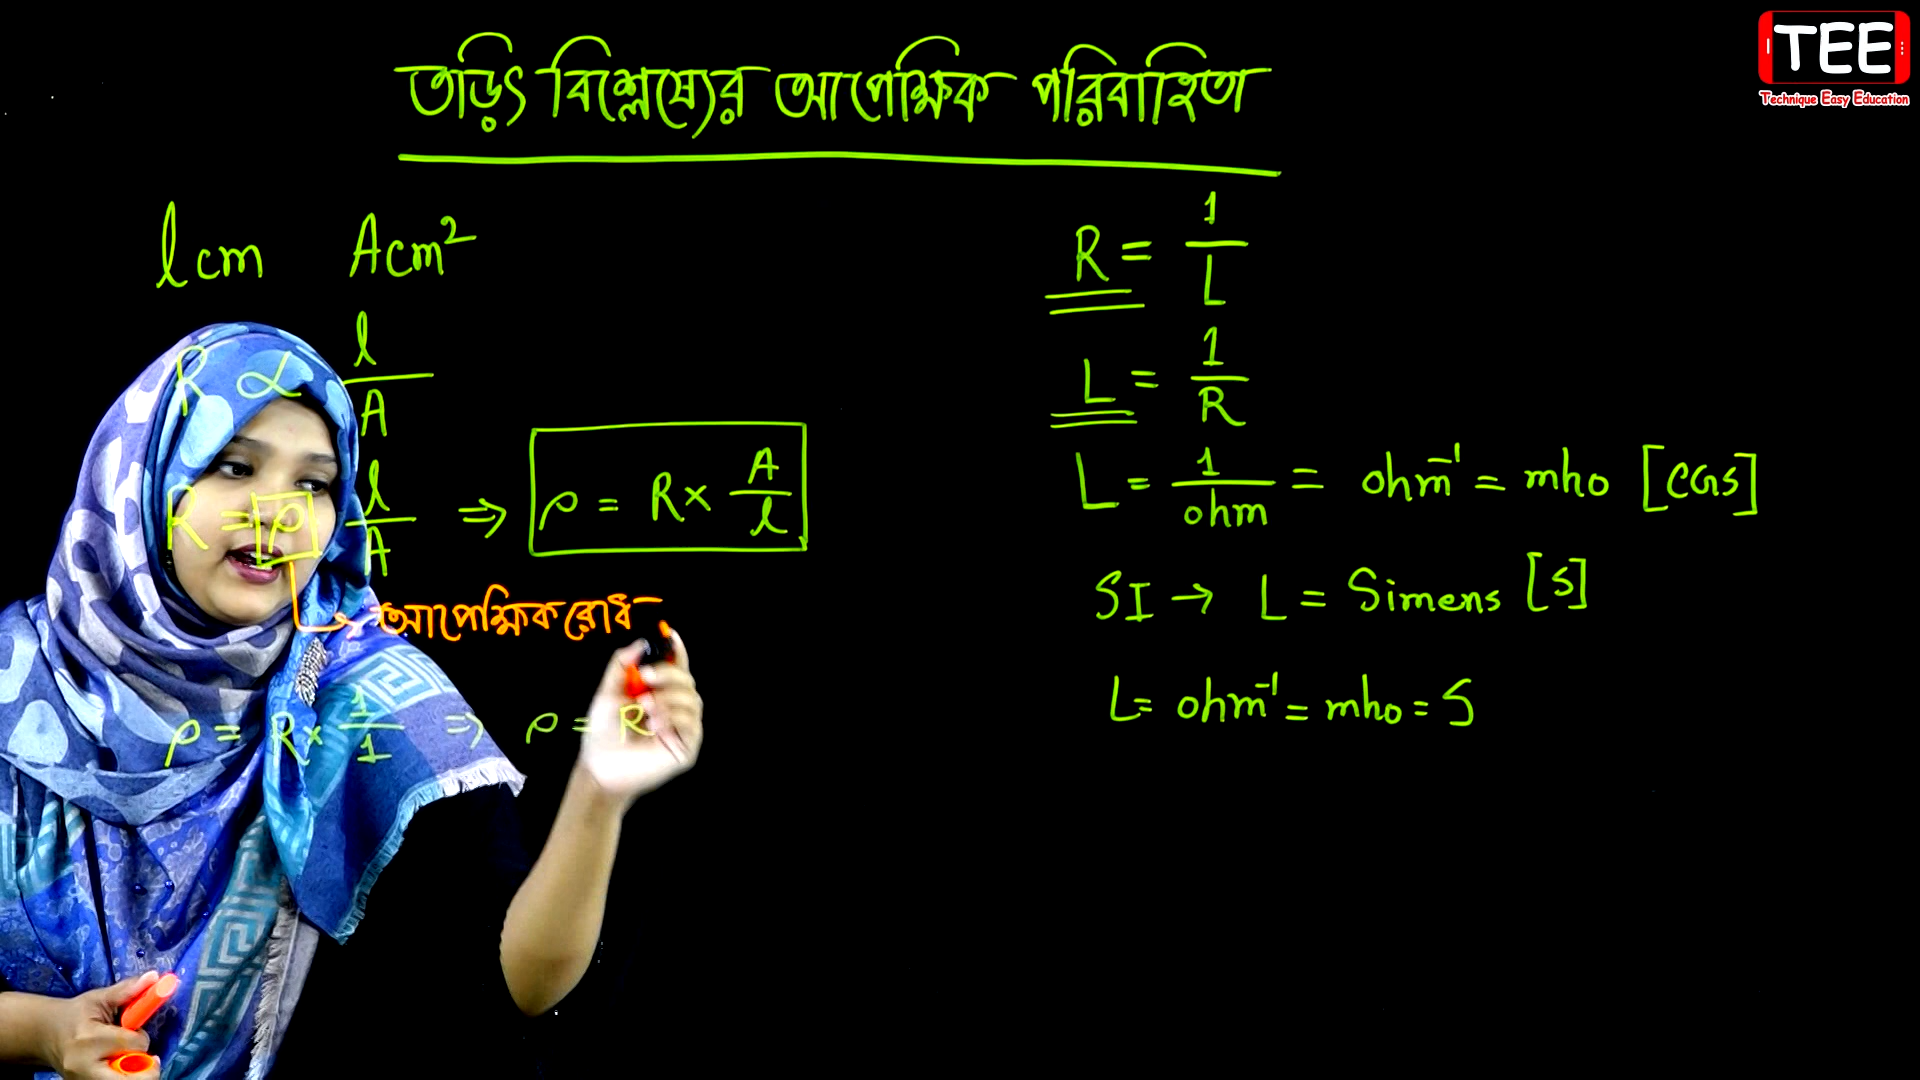 তড়িৎ বিশ্লেষ্যের আপেক্ষিক পরিবাহিতা
TEE
Technique Easy Education
l cm A cm²
R ∝ l/A
R = ρ l/A ⇒ ρ = R × A/l
আপেক্ষিক রোধ
ρ = R × 1/1 ⇒ ρ = R
R = 1/L
L = 1/R
L = 1/ohm = ohm⁻¹ = mho [CGS]
SI → L = Simens [S]
L = ohm⁻¹ = mho = S